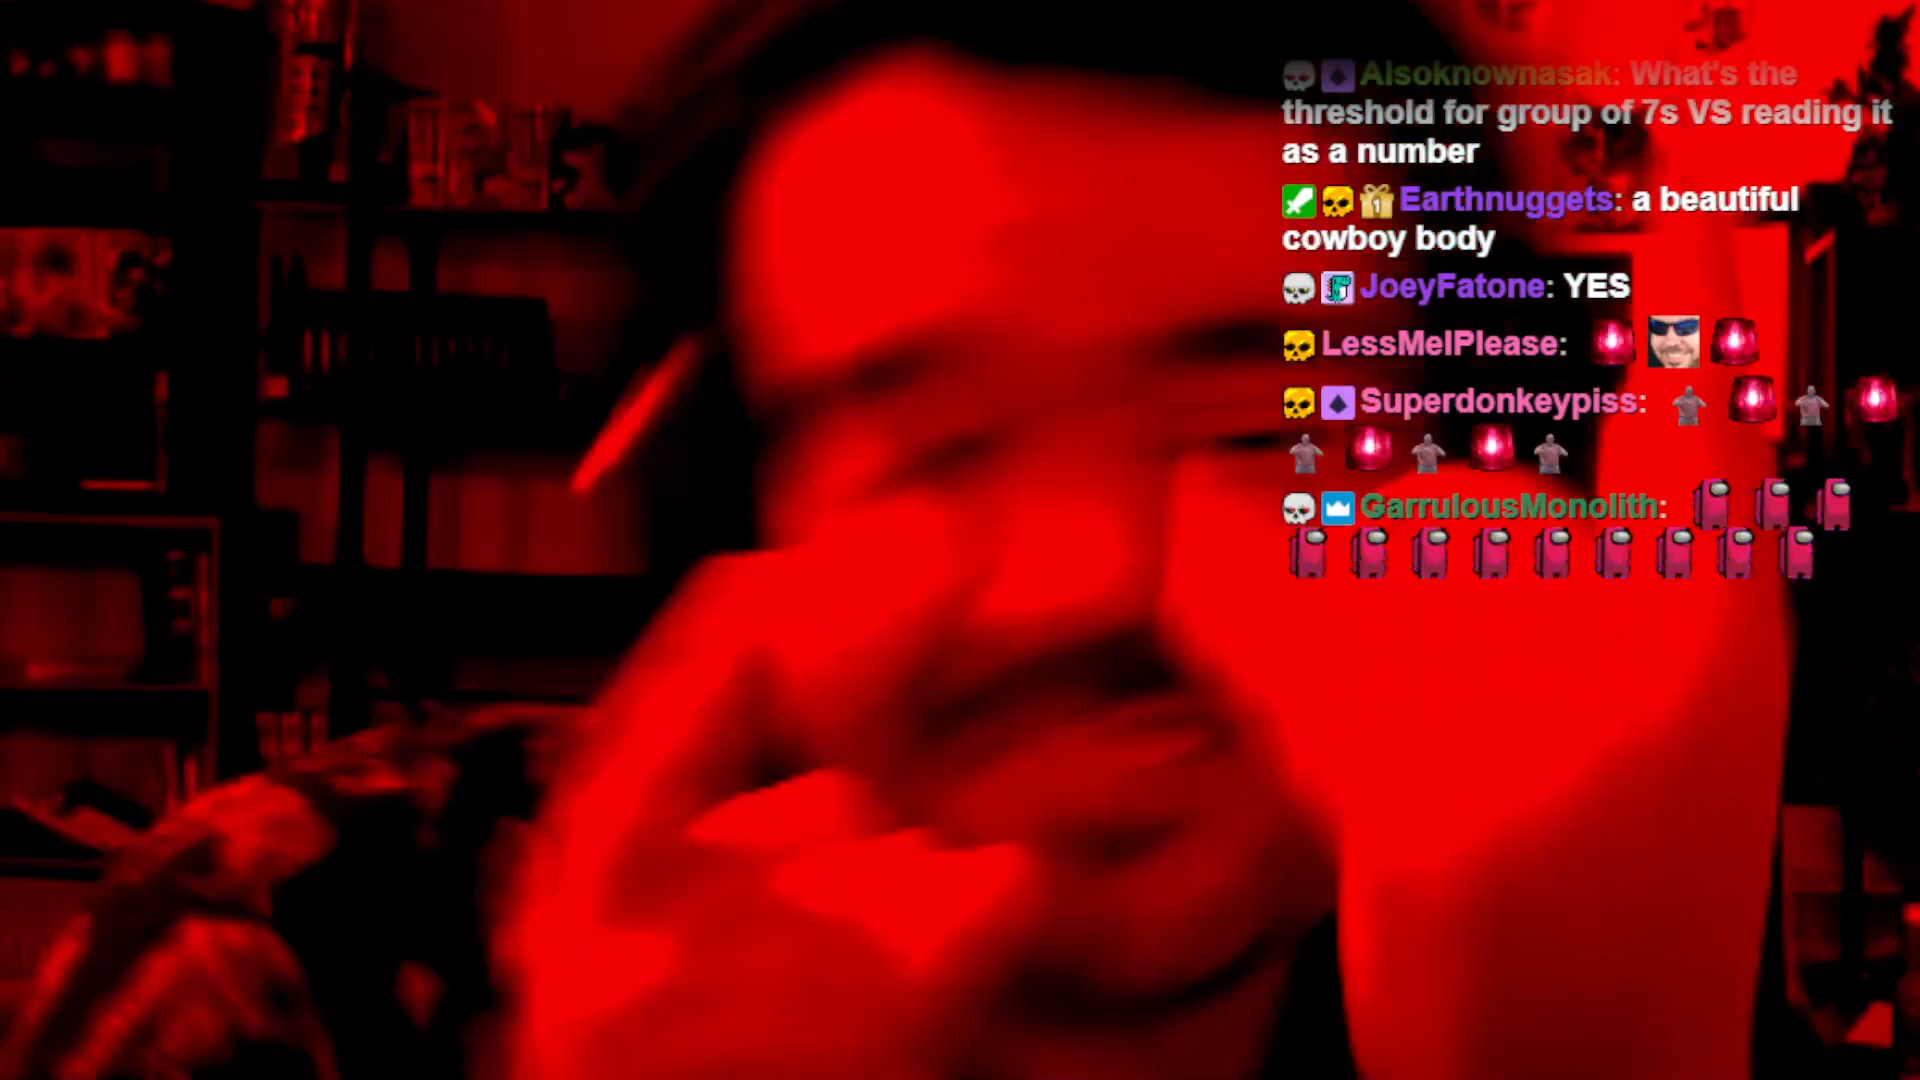 Alsoknownasak: What's the
threshold for group of 7s VS reading it
as a number
1 Earthnuggets: a beautiful
cowboy body
JoeyFatone: YES
LessMelPlease:
Superdonkeypiss:
GarrulousMonolith: